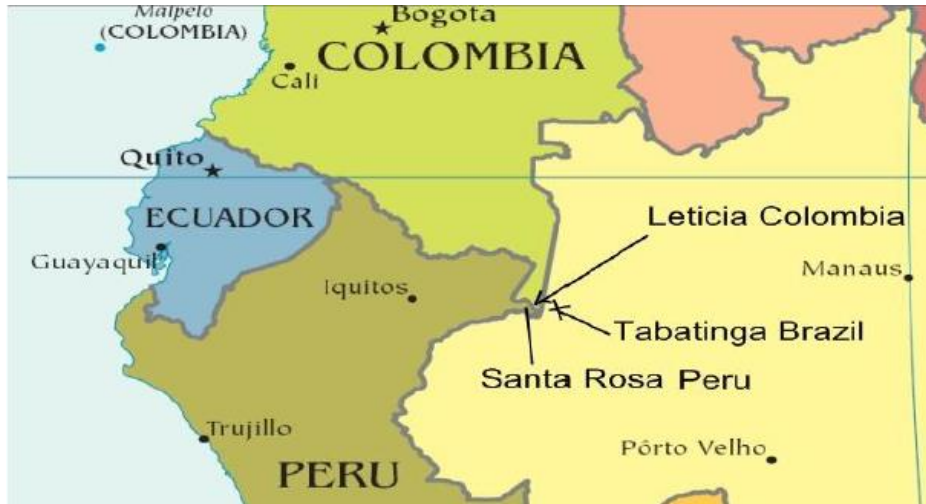 Malpelo
(COLOMBIA)
Bogota
COLOMBIA
Cali
Quito
ECUADOR
Leticia Colombia
Guayaquil
Iquitos
Manaus
Tabatinga Brazil
Santa Rosa Peru
Trujillo
Pôrto Velho
PERU